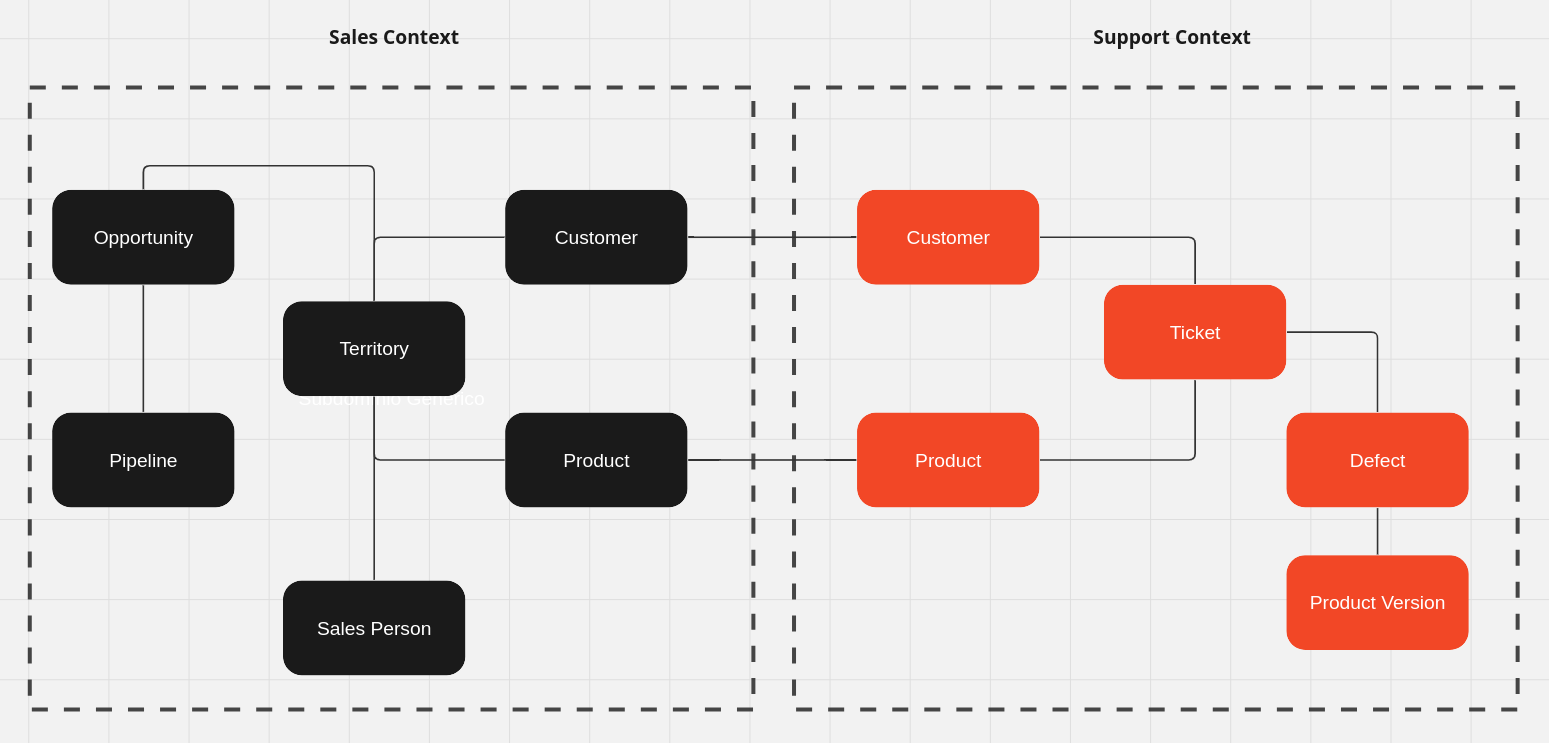 Sales Context
Support Context
Opportunity
Customer
Customer
Territory
Ticket
Pipeline
Product
Product
Defect
Product Version
Sales Person